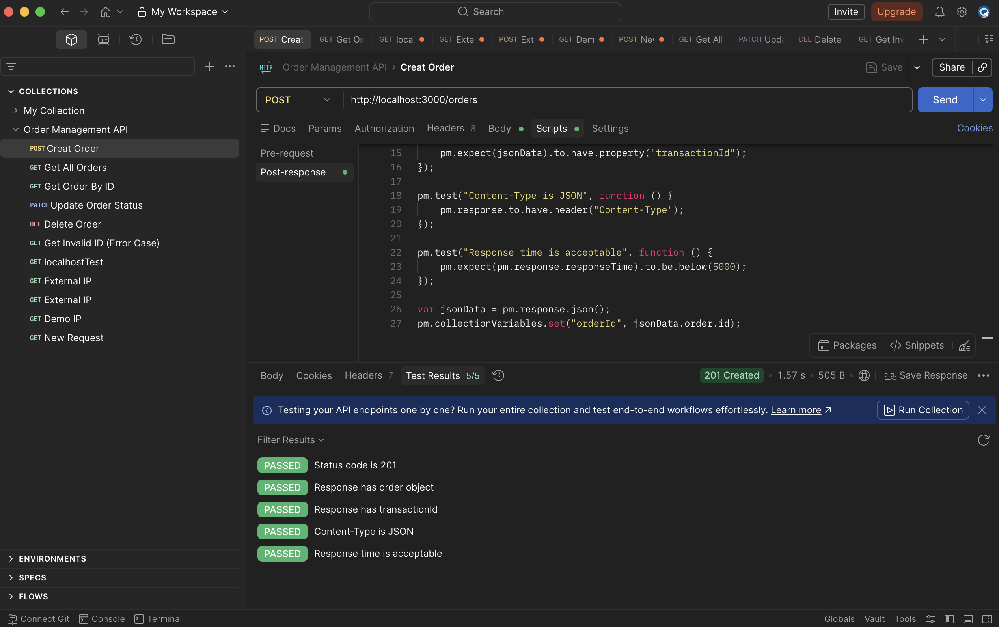 My Workspace
Search
Invite
Upgrade
POST Creat
GET Get Or
GET local
GET Exte
POST Ext
GET Dem
POST Nev
GET Get All
PATCH Upda
DEL Delete
GET Get Inv
HTTP Order Management API > Creat Order
Save
Share
COLLECTIONS
My Collection
Order Management API
POST Creat Order
GET Get All Orders
GET Get Order By ID
PATCH Update Order Status
DEL Delete Order
GET Get Invalid ID (Error Case)
GET localhostTest
GET External IP
GET External IP
GET Demo IP
GET New Request
ENVIRONMENTS
SPECS
FLOWS
POST http://localhost:3000/orders
Send
Docs Params Authorization Headers 8 Body Scripts Settings
Cookies
Pre-request
Post-response
15 pm.expect(jsonData).to.have.property("transactionId");
16 });
17
18 pm.test("Content-Type is JSON", function () {
19 pm.response.to.have.header("Content-Type");
20 });
21
22 pm.test("Response time is acceptable", function () {
23 pm.expect(pm.response.responseTime).to.be.below(5000);
24 });
25
26 var jsonData = pm.response.json();
27 pm.collectionVariables.set("orderId", jsonData.order.id);
Packages </> Snippets
Body Cookies Headers 7 Test Results 5/5
201 Created • 1.57 s • 505 B • e.g. Save Response
Testing your API endpoints one by one? Run your entire collection and test end-to-end workflows effortlessly. Learn more
Run Collection
Filter Results
PASSED Status code is 201
PASSED Response has order object
PASSED Response has transactionId
PASSED Content-Type is JSON
PASSED Response time is acceptable
Connect Git Console Terminal
Globals Vault Tools